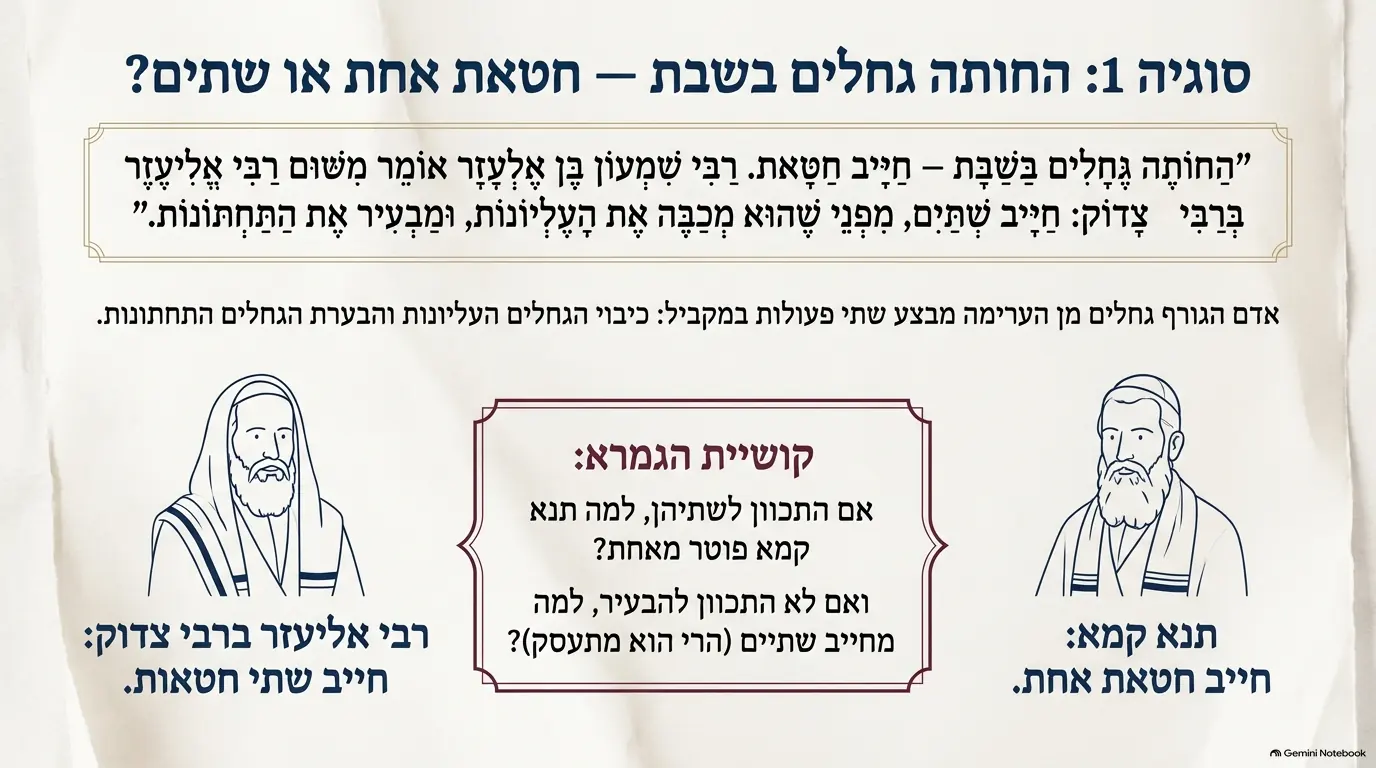 סוגיה 1: החותה גחלים בשבת — חטאת אחת או שתים?
"הַחוֹתֶה גֶּחָלִים בַּשַּׁבָּת – חַיָּיב חַטָּאת. רַבִּי שִׁמְעוֹן בֶּן אֶלְעָזָר אוֹמֵר מִשּׁוּם רַבִּי אֱלִיעֶזֶר
בְּרַבִּי צָדוֹק: חַיָּיב שְׁתַּיִם, מִפְּנֵי שֶׁהוּא מְכַבֶּה אֶת הָעֶלְיוֹנוֹת, וּמַבְעִיר אֶת הַתַּחְתּוֹנוֹת."
אדם הגורף גחלים מן הערימה מבצע שתי פעולות במקביל: כיבוי הגחלים העליונות והבערת הגחלים התחתונות.
תנא קמא:
חייב חטאת אחת.
קושיית הגמרא:
אם התכוון לשתיהן, למה תנא
קמא פוטר מאחת?
ואם לא התכוון להבעיר, למה
מחייב שתיים (הרי הוא מתעסק)?
רבי אליעזר ברבי צדוק:
חייב שתי חטאות.
Gemini Notebook